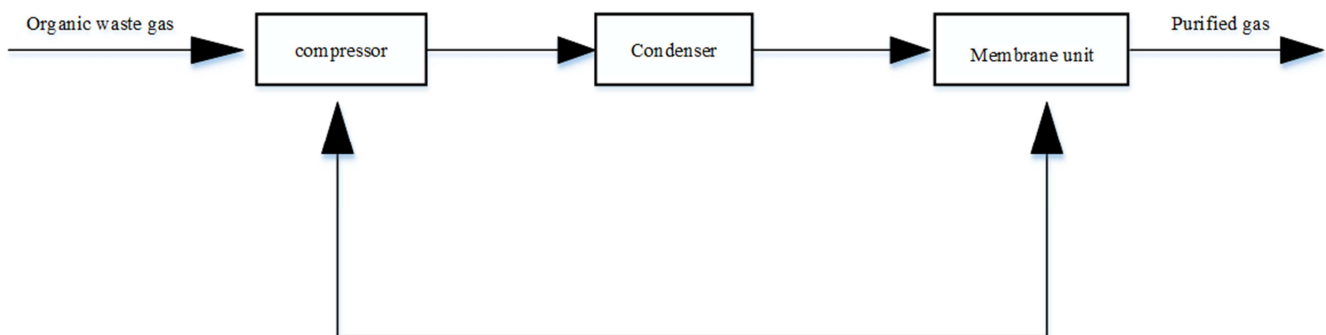 Organic waste gas
compressor
Condenser
Membrane unit
Purified gas